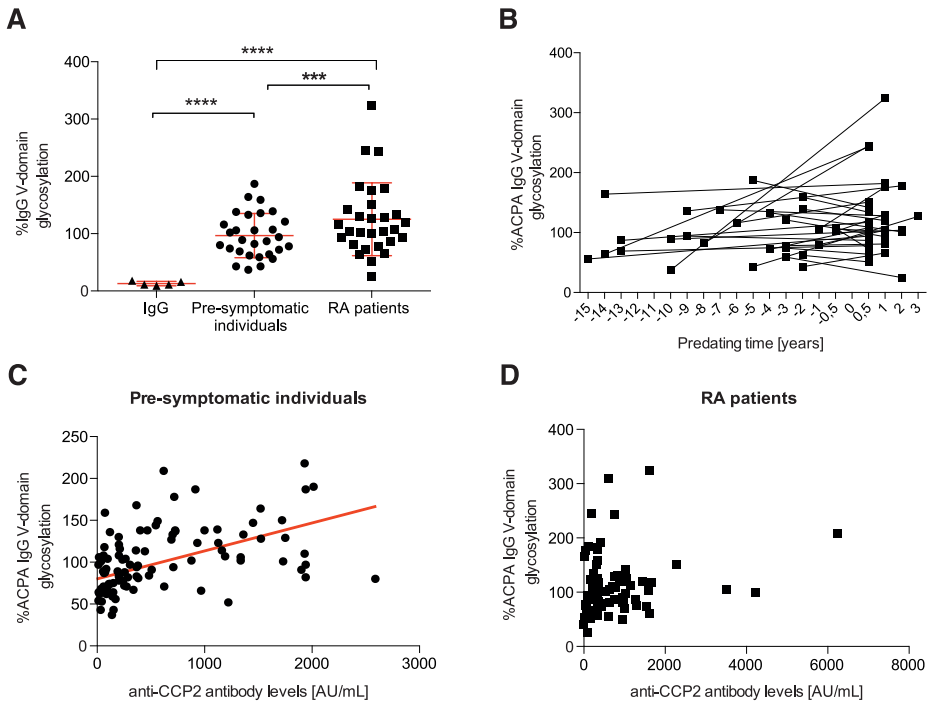 A
%IgG V-domain
glycosylation
400
300
200
100
0
****
****
***
IgG
Pre-symptomatic
individuals
RA patients
B
%ACPA IgG V-domain
glycosylation
400
300
200
100
0
-15 -14 -13 -12 -11 -10 -9 -8 -7 -6 -5 -4 -3 -2 -1 -0,5 0 0,5 1 2 3
Predating time [years]
C
Pre-symptomatic individuals
%ACPA IgG V-domain
glycosylation
250
200
150
100
50
0
0 1000 2000 3000
anti-CCP2 antibody levels [AU/mL]
D
RA patients
%ACPA IgG V-domain
glycosylation
400
300
200
100
0
0 2000 4000 6000 8000
anti-CCP2 antibody levels [AU/mL]